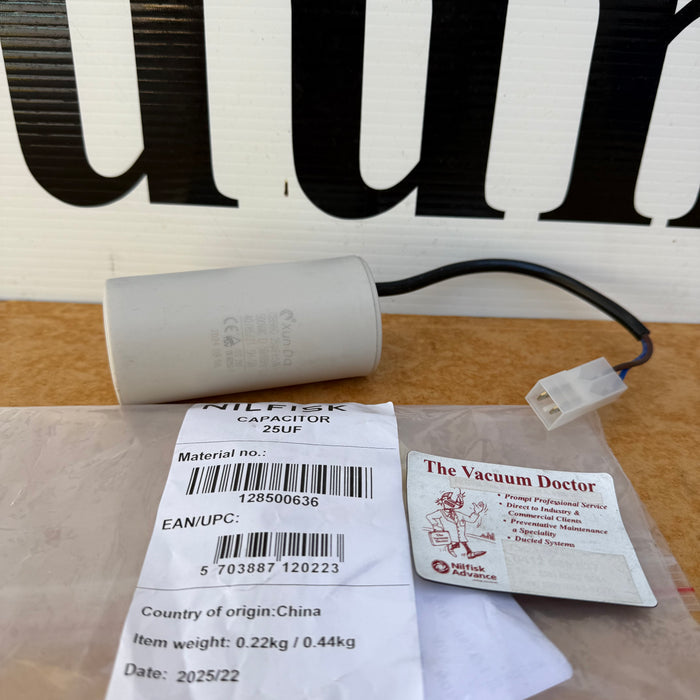 Xun Da
NILFISK
CAPACITOR
25UF
Material no.:
128500636
EAN/UPC:
5 703887 120223
Country of origin:China
Item weight: 0.22kg / 0.44kg
Date: 2025/22
The Vacuum Doctor
• Prompt Professional Service
• Direct to Industry &
Commercial Clients
• Preventative Maintenance
a Speciality
• Ducted Systems
Nilfisk
Advance